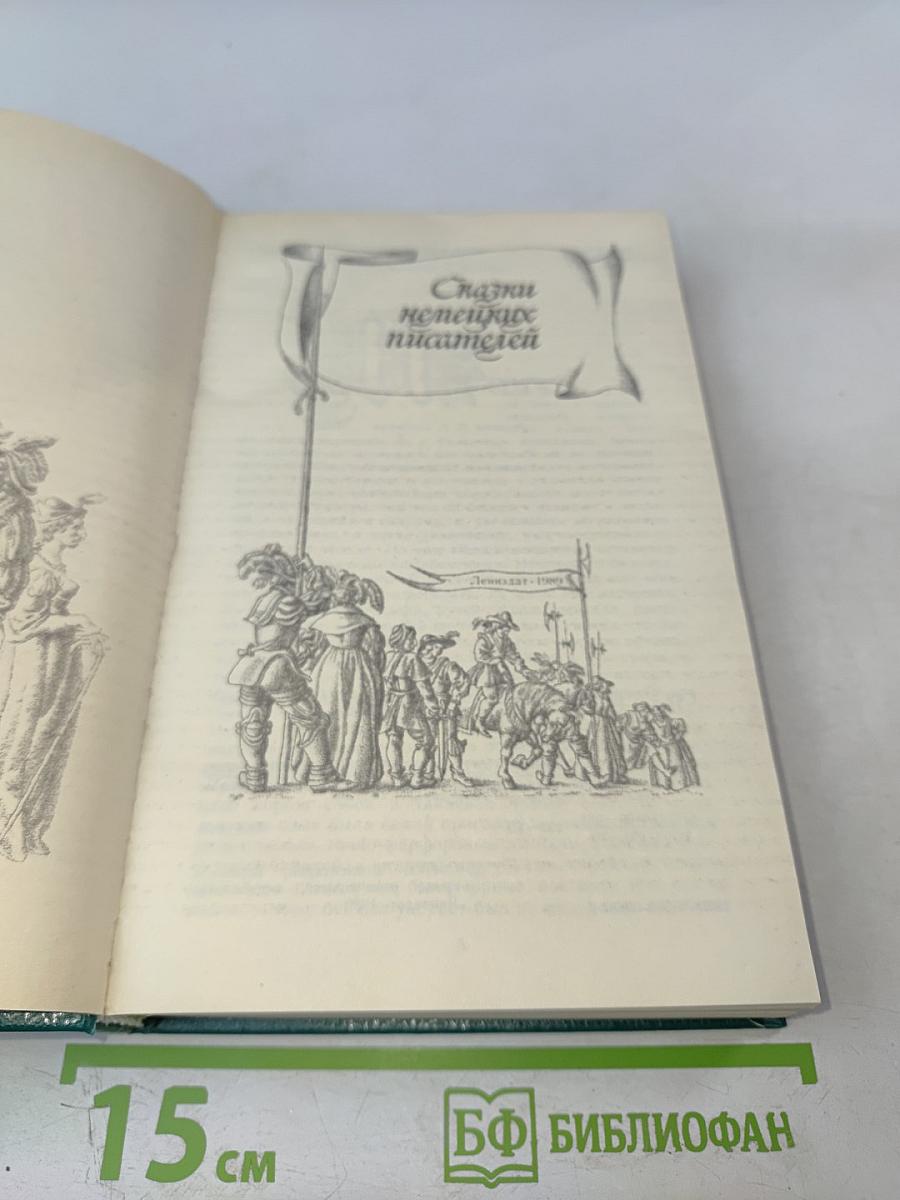 Сказки
немецких
писателей
Лениздат · 1989
15 см
БФ БИБЛИОФАН